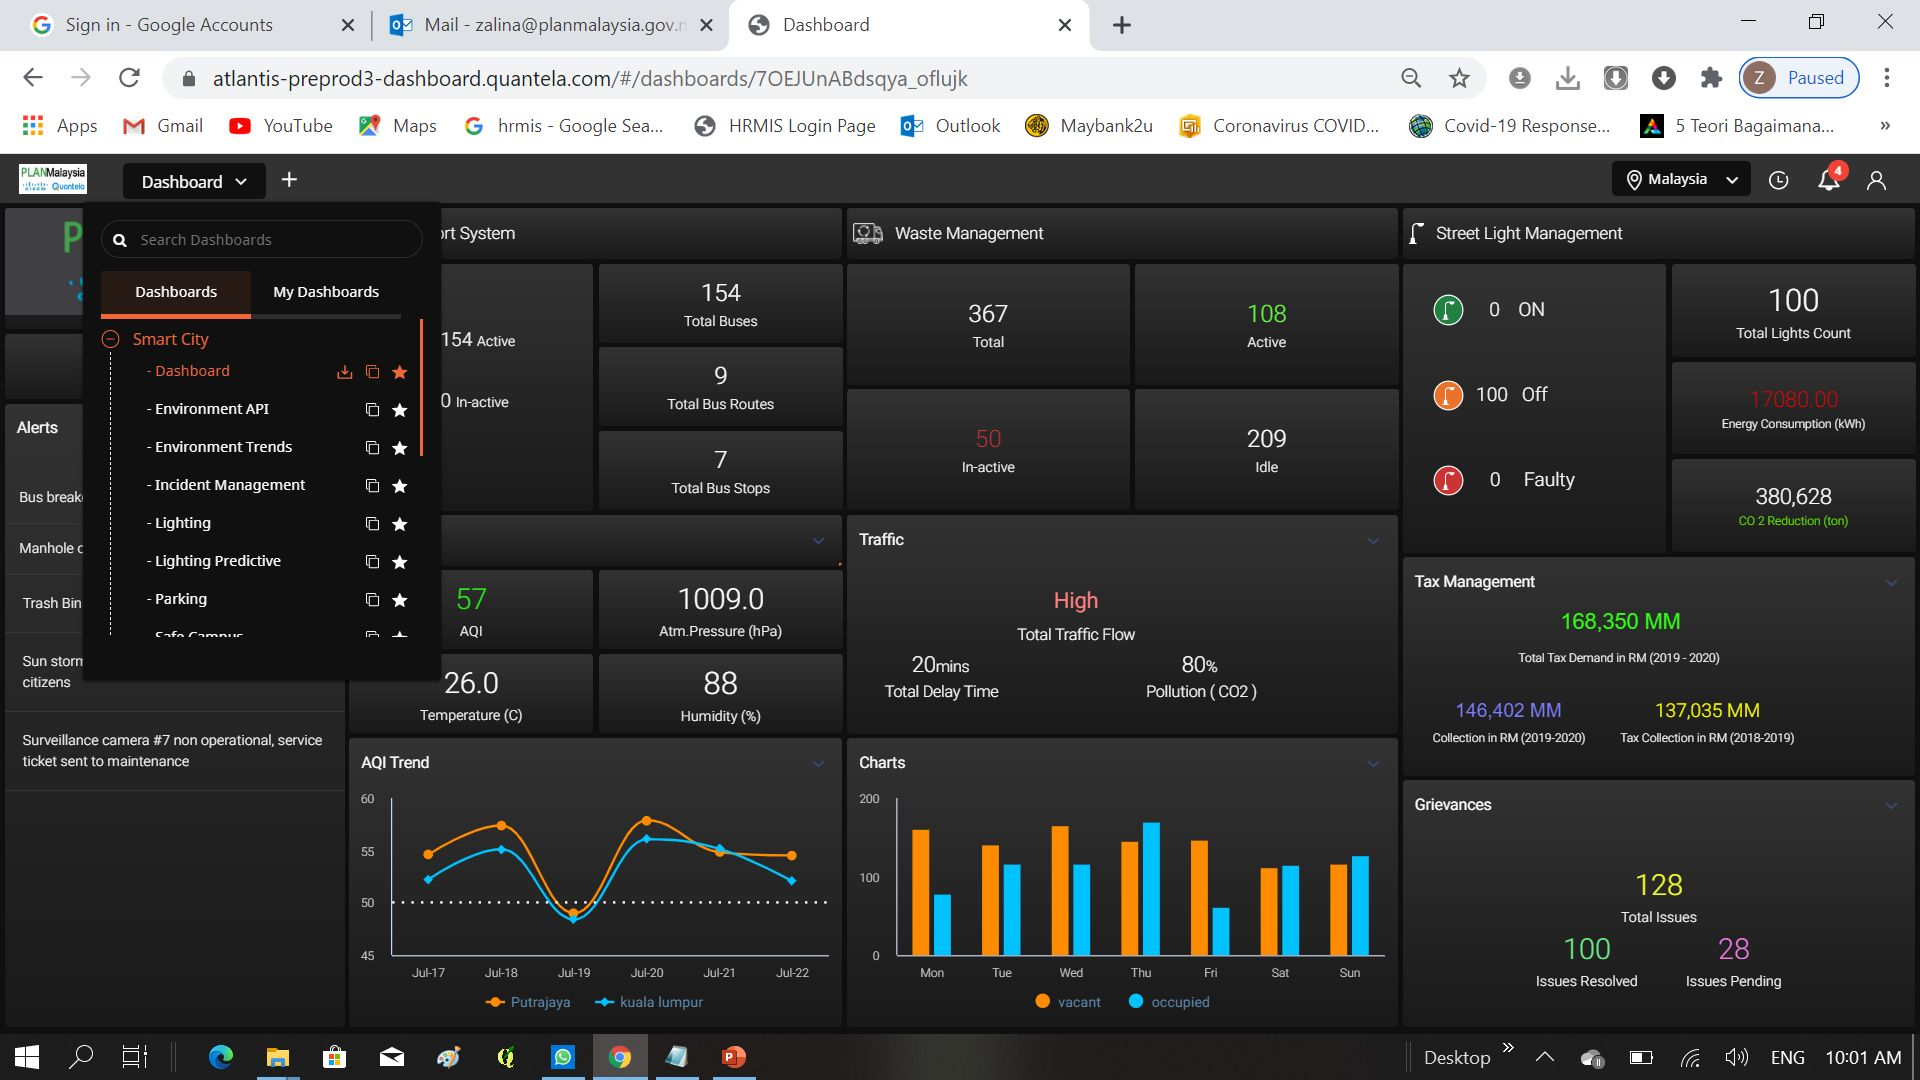 Sign in - Google Accounts
Mail - zalina@planmalaysia.gov.n
Dashboard
atlantis-preprod3-dashboard.quantela.com/#/dashboards/7OEJUnABdsqya_oflujk
Z Paused
Apps
Gmail
YouTube
Maps
hrmis - Google Sea...
HRMIS Login Page
Outlook
Maybank2u
Coronavirus COVID...
Covid-19 Response...
5 Teori Bagaimana...
»
PLANMalaysia
CISCO Quantela
Dashboard
+
Malaysia
4
Search Dashboards
Dashboards
My Dashboards
Smart City
- Dashboard
- Environment API
- Environment Trends
- Incident Management
- Lighting
- Lighting Predictive
- Parking
- Safe Campus
P
Alerts
Bus break
Manhole c
Trash Bin
Sun storm
citizens
Surveillance camera #7 non operational, service
ticket sent to maintenance
ort System
154 Active
0 In-active
154
Total Buses
9
Total Bus Routes
7
Total Bus Stops
57
AQI
1009.0
Atm.Pressure (hPa)
26.0
Temperature (C)
88
Humidity (%)
AQI Trend
60
55
50
45
Jul-17 Jul-18 Jul-19 Jul-20 Jul-21 Jul-22
Putrajaya kuala lumpur
Waste Management
367
Total
108
Active
50
In-active
209
Idle
Traffic
High
Total Traffic Flow
20mins
Total Delay Time
80%
Pollution ( CO2 )
Charts
200
100
0
Mon Tue Wed Thu Fri Sat Sun
vacant occupied
Street Light Management
0 ON
100 Off
0 Faulty
100
Total Lights Count
17080.00
Energy Consumption (kWh)
380,628
CO 2 Reduction (ton)
Tax Management
168,350 MM
Total Tax Demand in RM (2019 - 2020)
146,402 MM
Collection in RM (2019-2020)
137,035 MM
Tax Collection in RM (2018-2019)
Grievances
128
Total Issues
100
Issues Resolved
28
Issues Pending
Desktop
»
ENG
10:01 AM